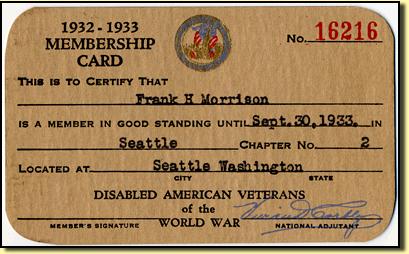 1932 - 1933
MEMBERSHIP
CARD
No. 16216
THIS IS TO CERTIFY THAT
Frank H Morrison
IS A MEMBER IN GOOD STANDING UNTIL Sept. 30, 1933. IN
Seattle CHAPTER No. 2
LOCATED AT Seattle Washington
CITY STATE
DISABLED AMERICAN VETERANS
of the
WORLD WAR
MEMBER'S SIGNATURE NATIONAL ADJUTANT